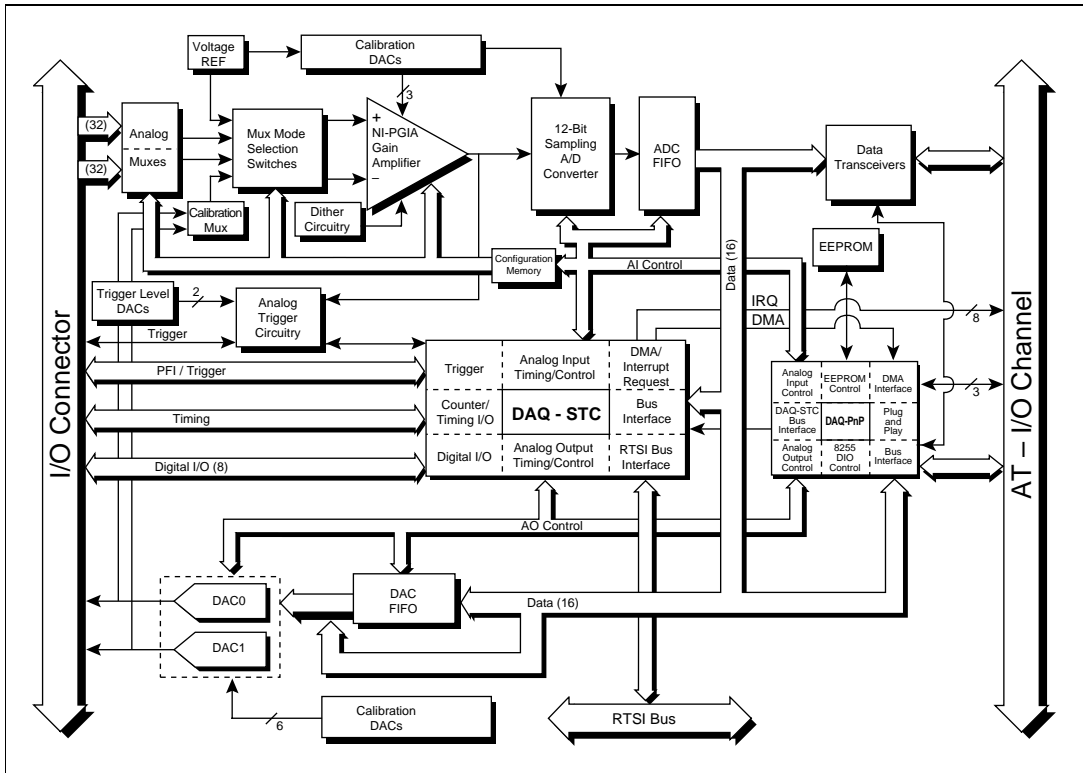 Voltage
REF
Calibration
DACs
3
(32)
(32)
Analog
Muxes
Mux Mode
Selection
Switches
+
NI-PGIA
Gain
Amplifier
–
12-Bit
Sampling
A/D
Converter
ADC
FIFO
Data
Transceivers
Calibration
Mux
Dither
Circuitry
Configuration
Memory
AI Control
Data (16)
EEPROM
I/O Connector
AT – I/O Channel
Trigger Level
DACs
2
Analog
Trigger
Circuitry
Trigger
IRQ
DMA
8
PFI / Trigger
Timing
Digital I/O (8)
Trigger
Analog Input
Timing/Control
DMA/
Interrupt
Request
Counter/
Timing I/O
DAQ - STC
Bus
Interface
Digital I/O
Analog Output
Timing/Control
RTSI Bus
Interface
Analog
Input
Control
EEPROM
Control
DMA
Interface
DAQ-STC
Bus
Interface
DAQ-PnP
Plug
and
Play
Analog
Output
Control
8255
DIO
Control
Bus
Interface
3
AO Control
DAC0
DAC1
DAC
FIFO
Data (16)
6
Calibration
DACs
RTSI Bus